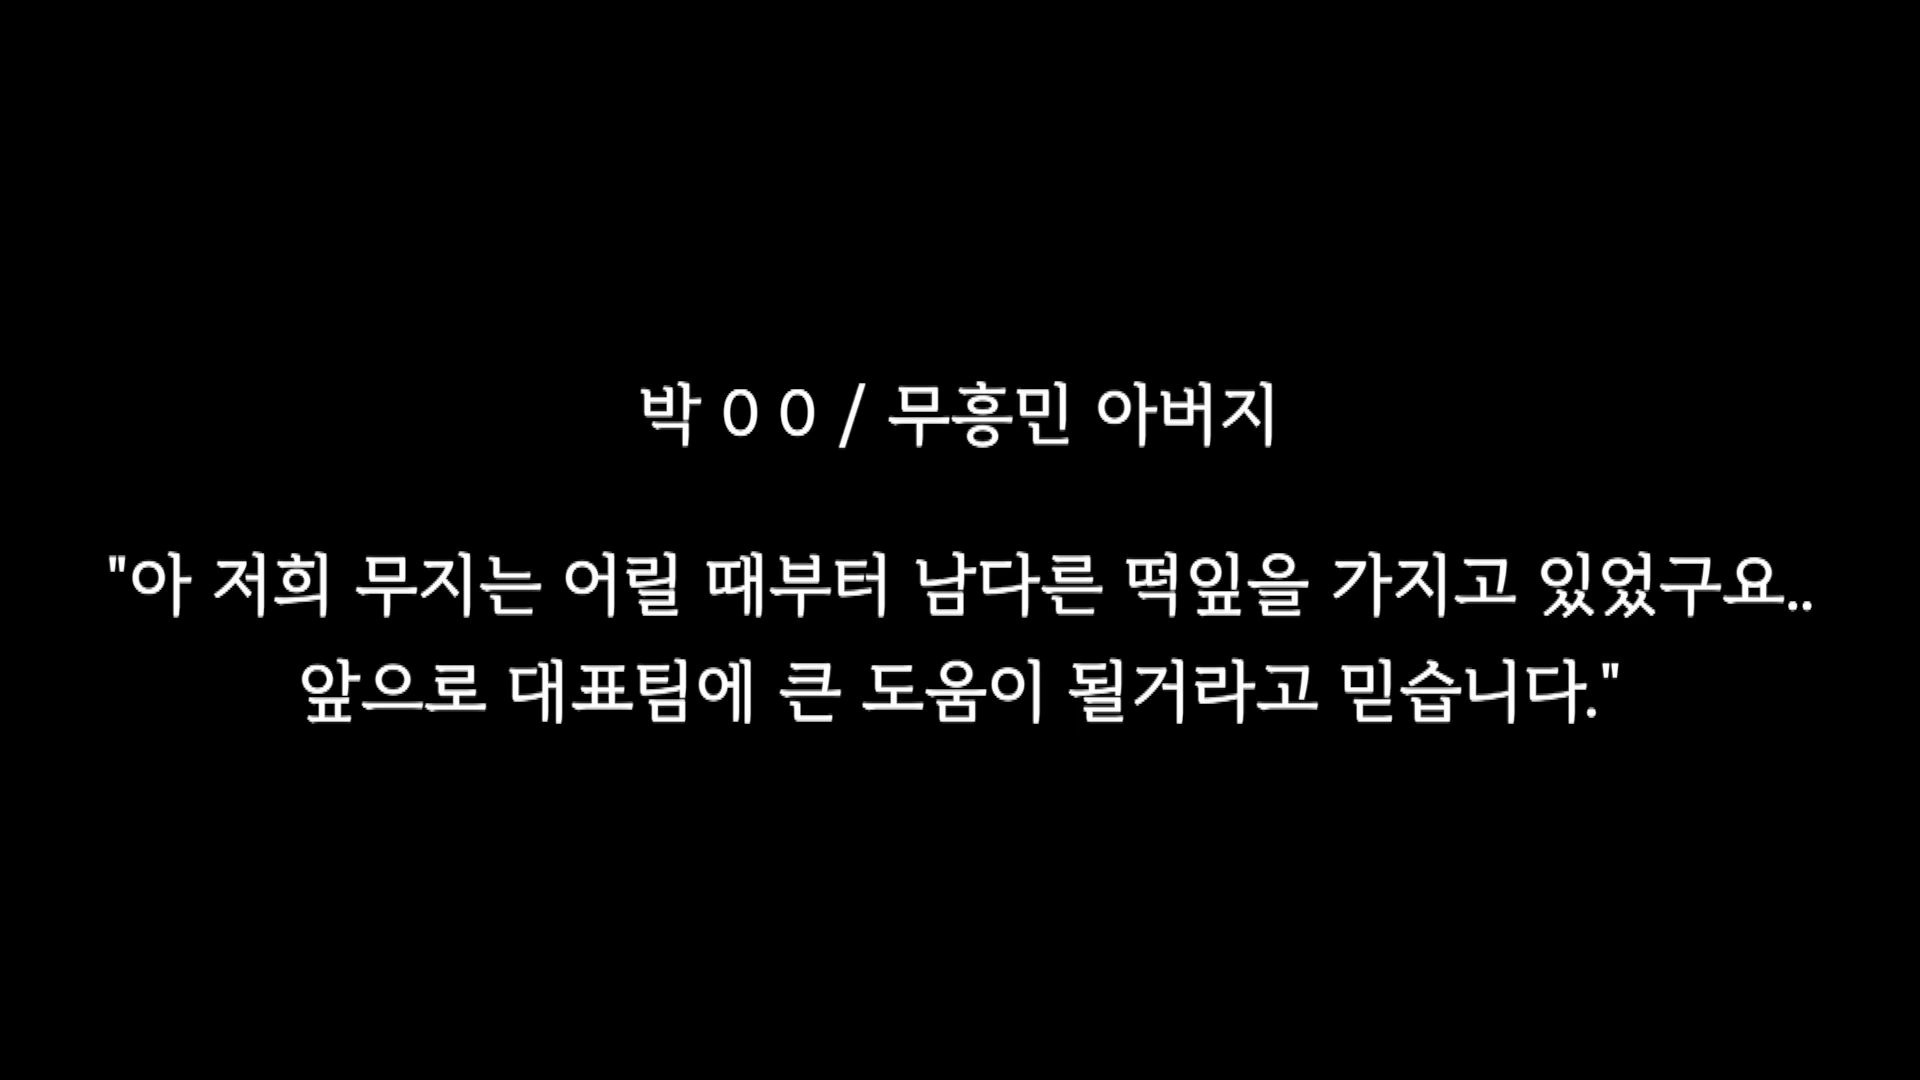 박 0 0 / 무흥민 아버지
"아 저희 무지는 어릴 때부터 남다른 떡잎을 가지고 있었구요..
앞으로 대표팀에 큰 도움이 될거라고 믿습니다."